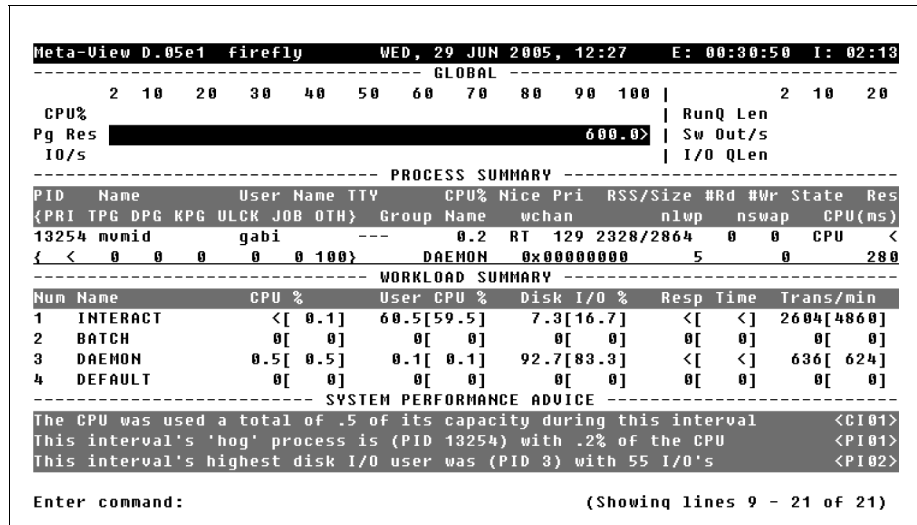 Meta-View D.05e1  firefly  WED, 29 JUN 2005, 12:27  E: 00:30:50  I: 02:13
------------------------------------- GLOBAL -------------------------------------
2  10  20  30  40  50  60  70  80  90  100 |  2  10  20
CPU%  | RunQ Len
Pg Res  600.0>  | Sw Out/s
IO/s  | I/O QLen
--------------------------------- PROCESS SUMMARY ---------------------------------
PID  Name  User Name TTY  CPU% Nice Pri  RSS/Size #Rd #Wr State  Res
{PRI TPG DPG KPG ULCK JOB OTH}  Group Name  wchan  nlwp  nswap  CPU(ms)
13254 mvmid  gabi  ---  0.2  RT  129 2328/2864  0  0  CPU  <
{  <  0  0  0  0  0 100}  DAEMON  0x00000000  5  0  280
--------------------------------- WORKLOAD SUMMARY ---------------------------------
Num Name  CPU %  User CPU %  Disk I/O %  Resp Time  Trans/min
1  INTERACT  <[ 0.1]  60.5[59.5]  7.3[16.7]  <[  <]  2604[4860]
2  BATCH  0[  0]  0[  0]  0[  0]  0[  0]  0[  0]
3  DAEMON  0.5[ 0.5]  0.1[ 0.1]  92.7[83.3]  <[  <]  636[ 624]
4  DEFAULT  0[  0]  0[  0]  0[  0]  0[  0]  0[  0]
---------------------------- SYSTEM PERFORMANCE ADVICE ----------------------------
The CPU was used a total of .5 of its capacity during this interval  <CI01>
This interval's 'hog' process is (PID 13254) with .2% of the CPU  <PI01>
This interval's highest disk I/O user was (PID 3) with 55 I/O's  <PI02>
Enter command:  (Showing lines 9 - 21 of 21)